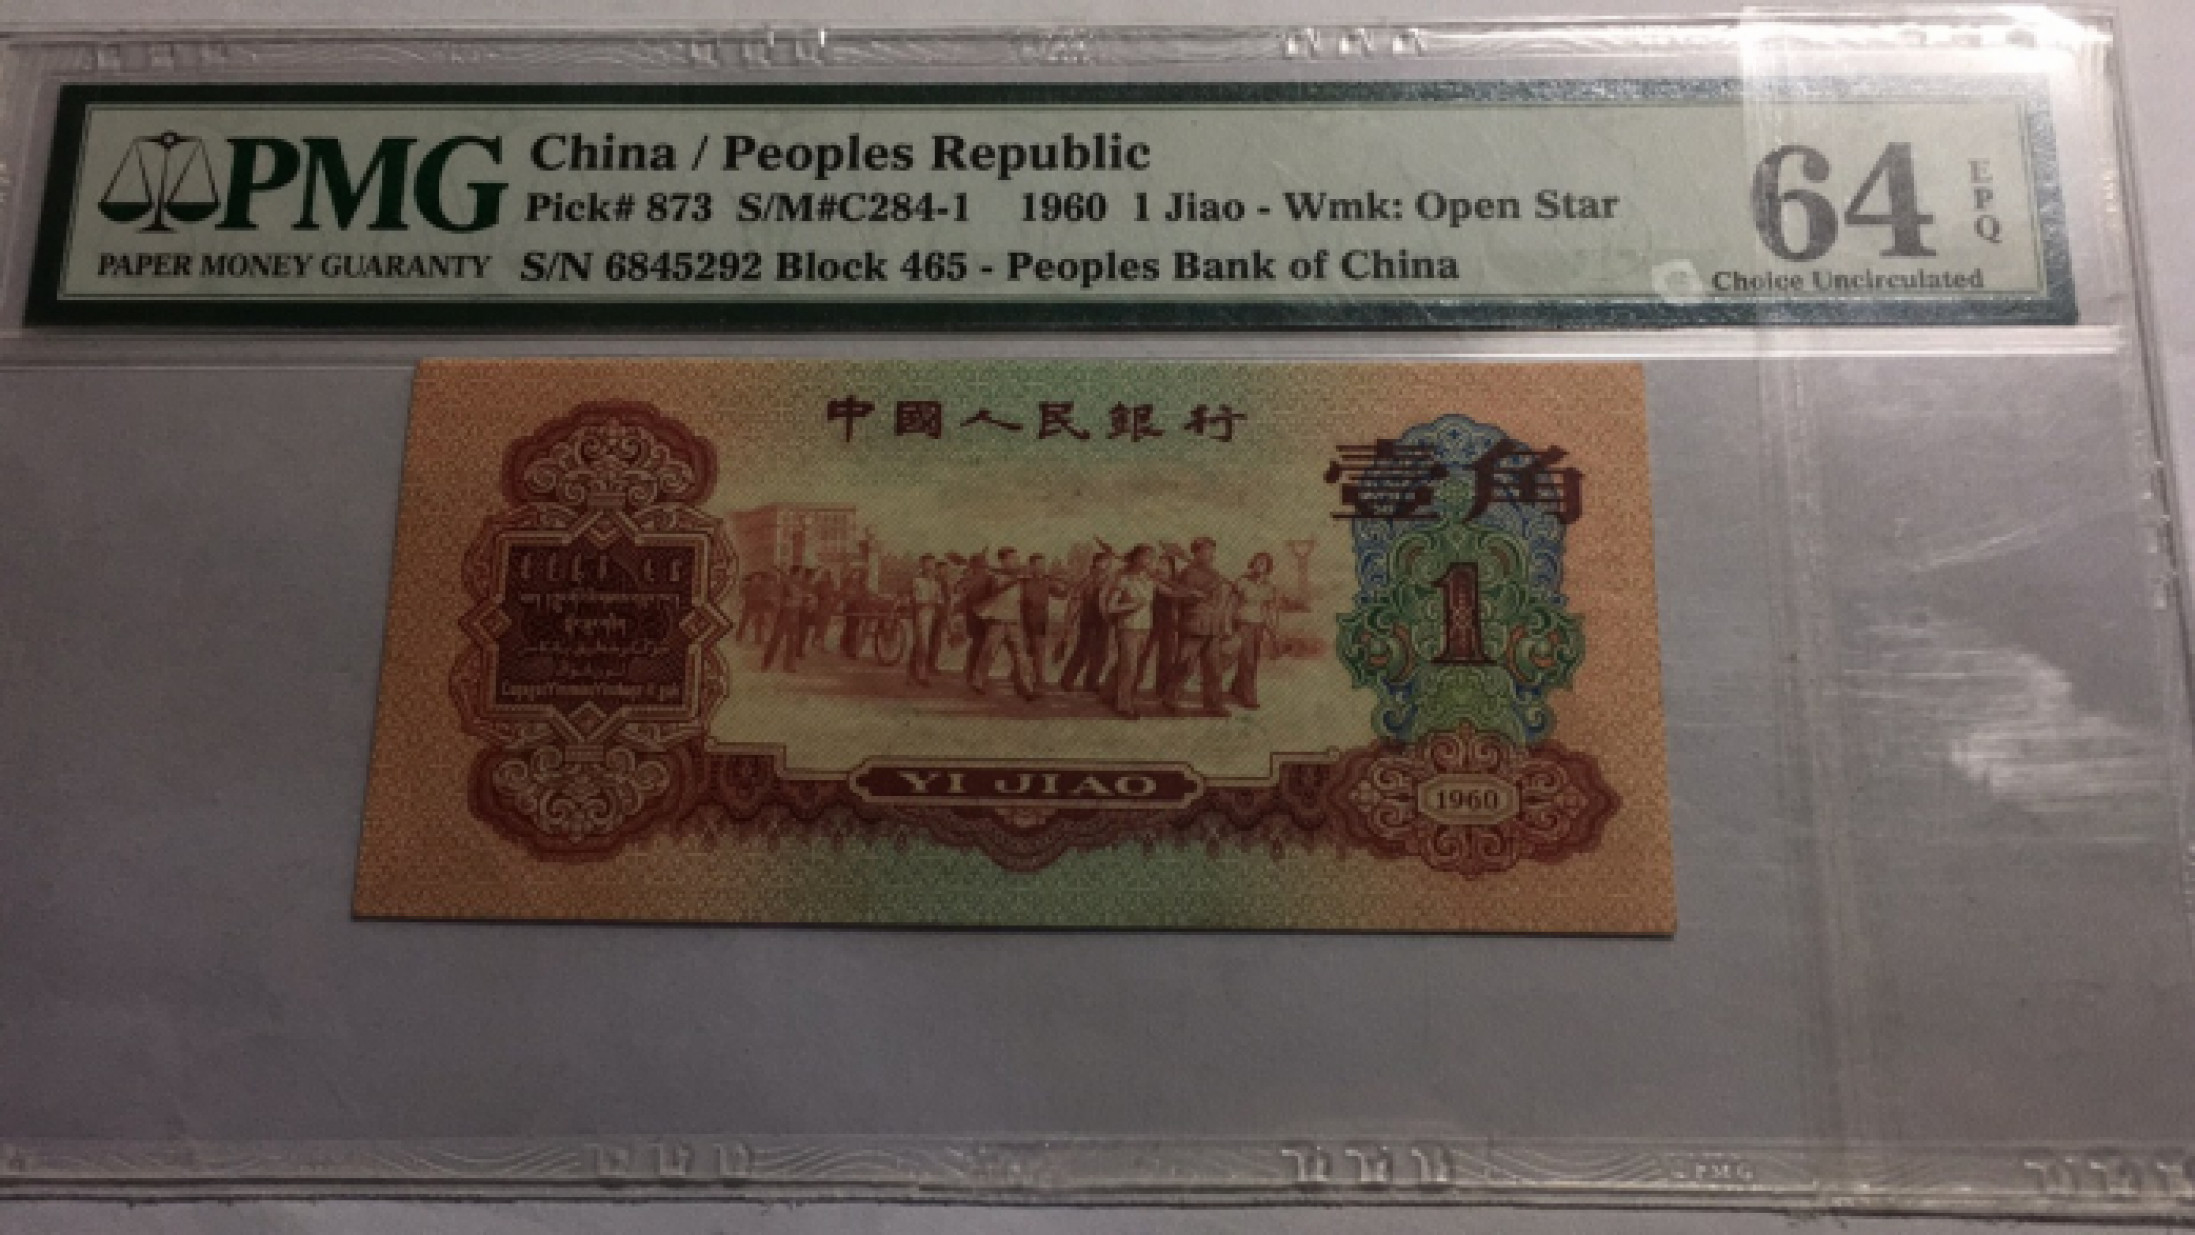 PMG
PAPER MONEY GUARANTY
China / Peoples Republic
Pick# 873 S/M#C284-1 1960 1 Jiao - Wmk: Open Star
S/N 6845292 Block 465 - Peoples Bank of China
64
EPQ
Choice Uncirculated
中國人民銀行
壹角
1
YI JIAO
1960
PMG